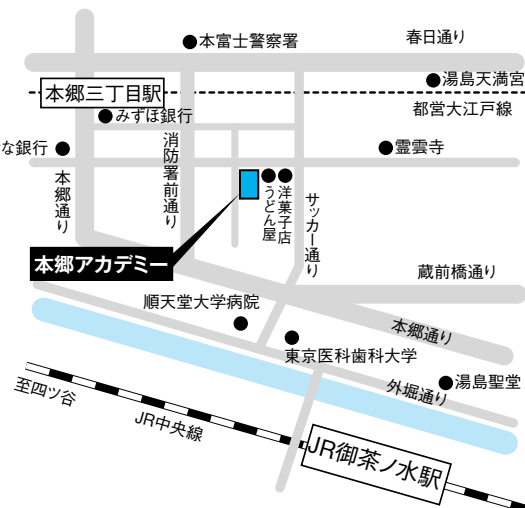 本富士警察署
春日通り
湯島天満宮
本郷三丁目駅
都営大江戸線
みずほ銀行
な銀行
霊雲寺
消防署前通り
本郷通り
うどん屋
洋菓子店
サッカー通り
本郷アカデミー
蔵前橋通り
順天堂大学病院
本郷通り
東京医科歯科大学
湯島聖堂
外堀通り
至四ツ谷
JR中央線
JR御茶ノ水駅